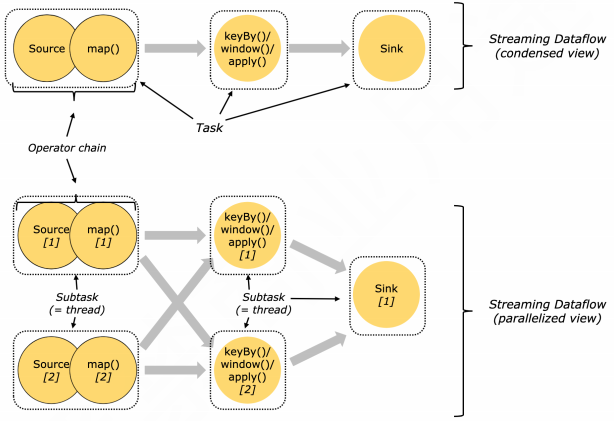 Source
map()
keyBy()/
window()/
apply()
Sink
Streaming Dataflow
(condensed view)
Task
Operator chain
Source
[1]
map()
[1]
keyBy()/
window()/
apply()
[1]
Subtask
(= thread)
Subtask
(= thread)
Sink
[1]
Streaming Dataflow
(parallelized view)
Source
[2]
map()
[2]
keyBy()/
window()/
apply()
[2]